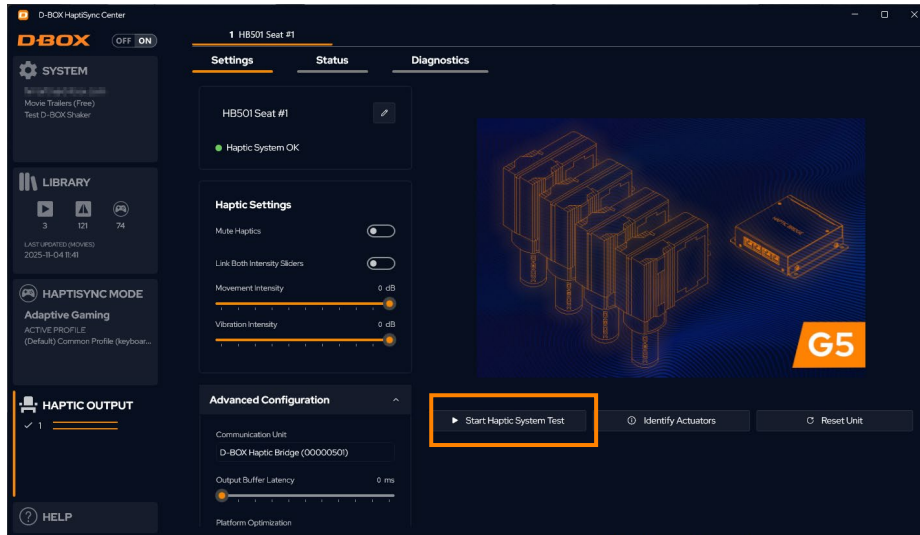 D-BOX HaptiSync Center
D-BOX
OFF ON
1 HB501 Seat #1
SYSTEM
Movie Trailers (Free)
Test D-BOX Shaker
LIBRARY
3 121 74
LAST UPDATED (MOVIES)
2025-11-04 11:41
HAPTISYNC MODE
Adaptive Gaming
ACTIVE PROFILE
(Default) Common Profile (keyboar...
HAPTIC OUTPUT
1
HELP
Settings Status Diagnostics
HB501 Seat #1
Haptic System OK
Haptic Settings
Mute Haptics
Link Both Intensity Sliders
Movement Intensity 0 dB
Vibration Intensity 0 dB
Advanced Configuration
Communication Unit
D-BOX Haptic Bridge (00000501)
Output Buffer Latency 0 ms
Platform Optimization
HAPTIC BRIDGE
G5
Start Haptic System Test
Identify Actuators
Reset Unit